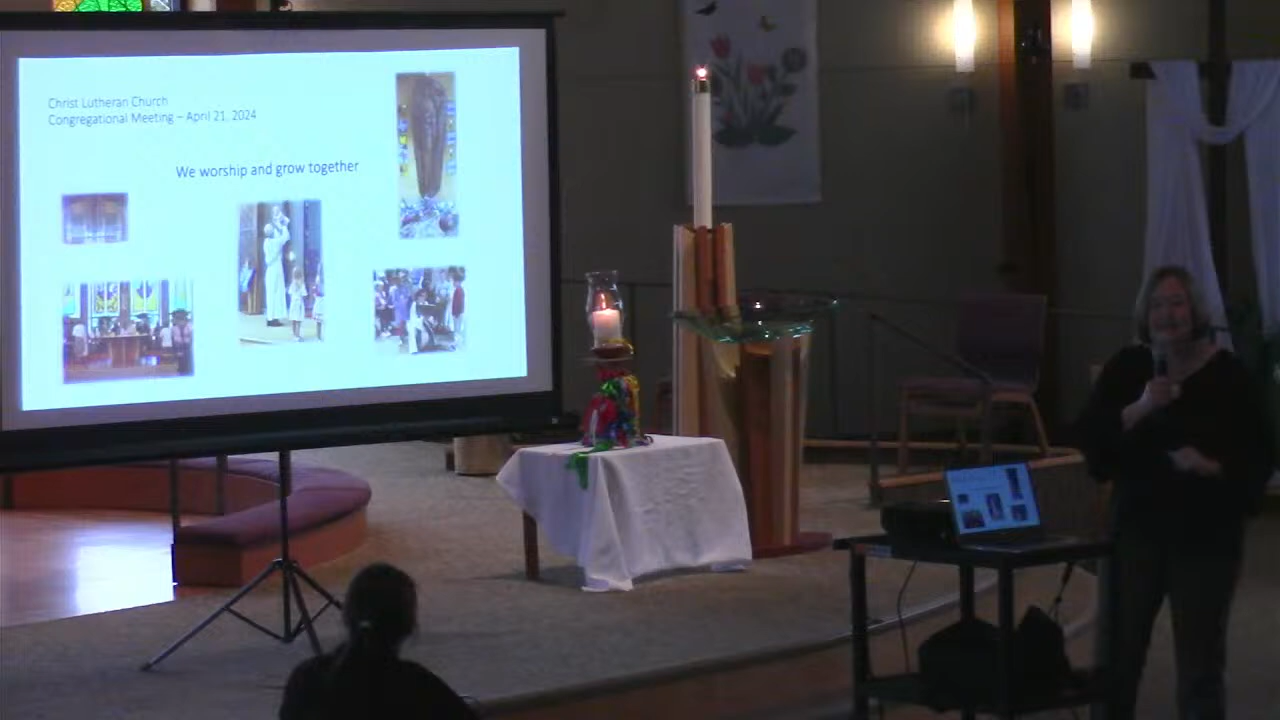 Christ Lutheran Church
Congregational Meeting – April 21, 2024
We worship and grow together